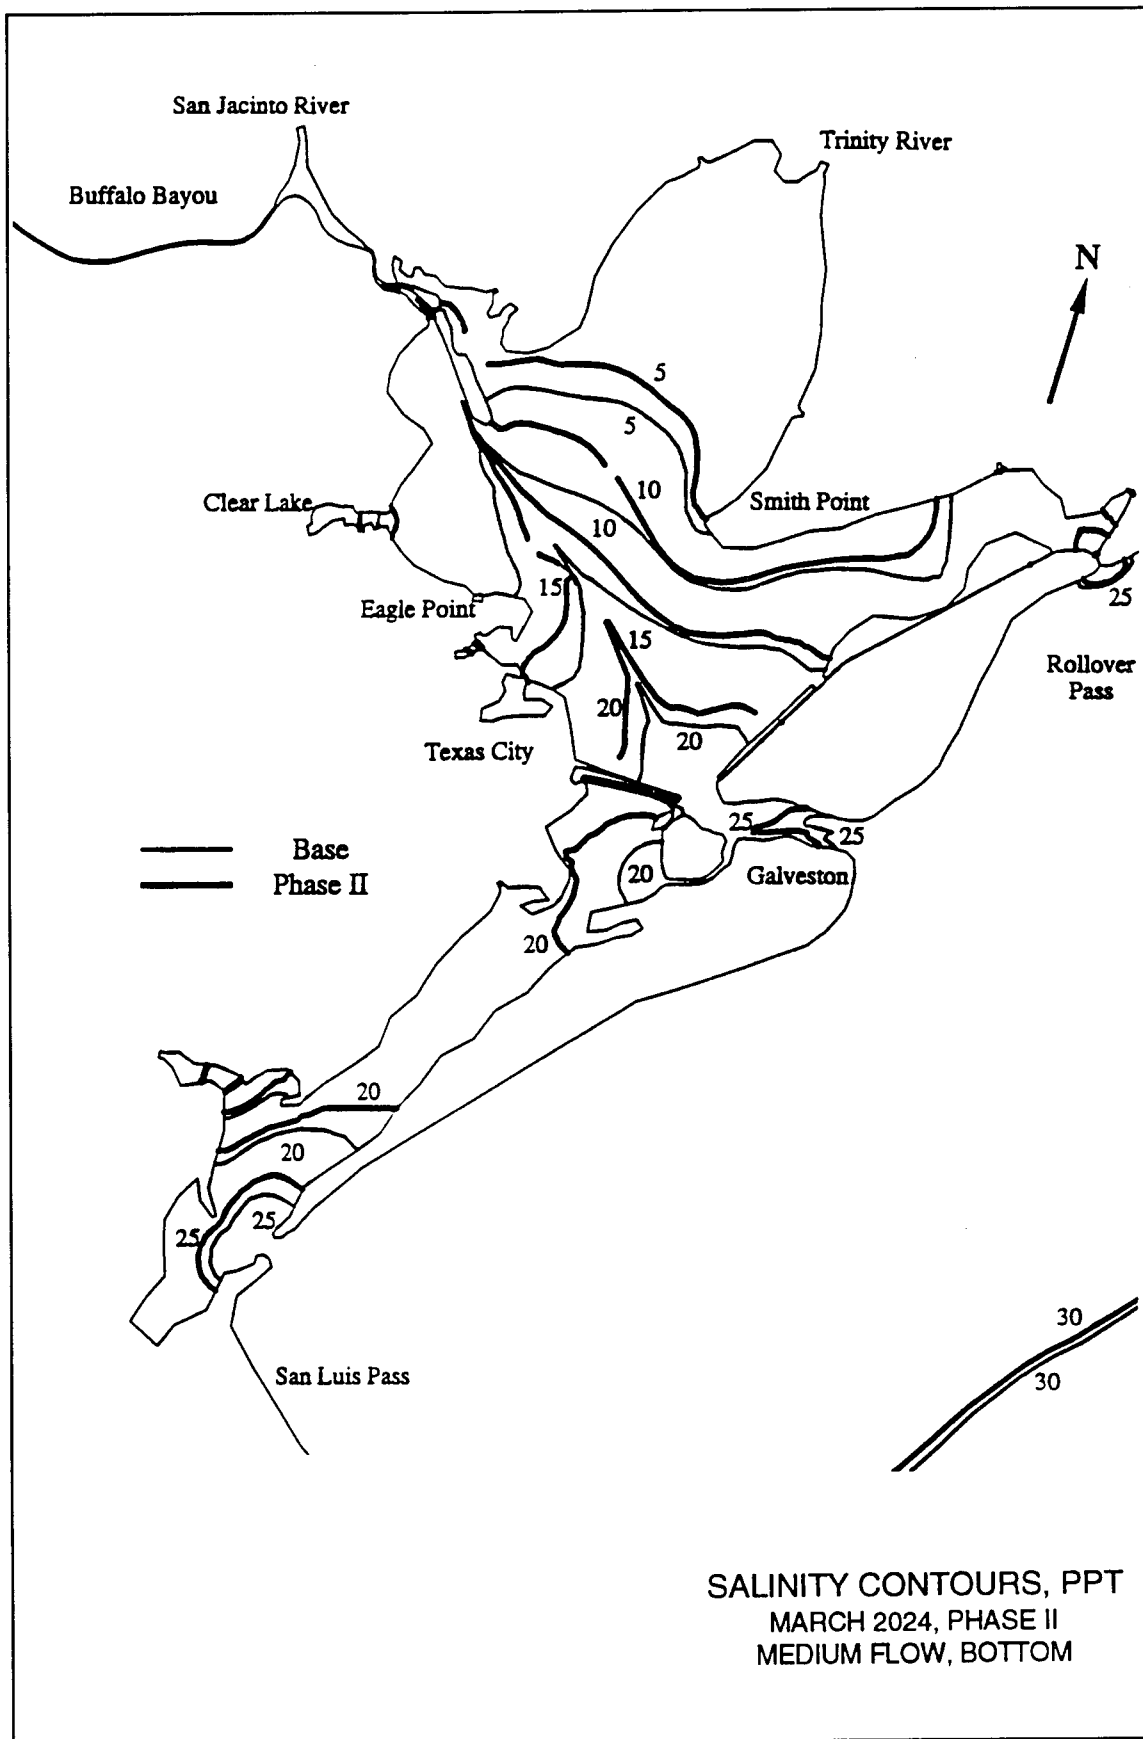 San Jacinto River
Trinity River
Buffalo Bayou
N
5
5
10
Clear Lake
Smith Point
10
15
25
Eagle Point
15
Rollover
Pass
20
20
Texas City
25
25
Base
Phase II
20
Galveston
20
20
20
25
25
30
San Luis Pass
30
SALINITY CONTOURS, PPT
MARCH 2024, PHASE II
MEDIUM FLOW, BOTTOM